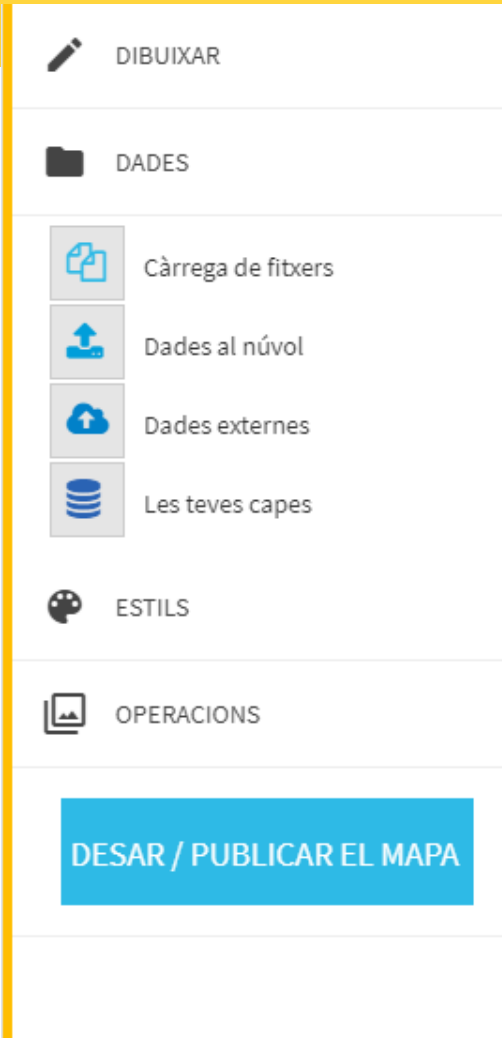 DIBUIXAR
DADES
Càrrega de fitxers
Dades al núvol
Dades externes
Les teves capes
ESTILS
OPERACIONS
DESAR / PUBLICAR EL MAPA